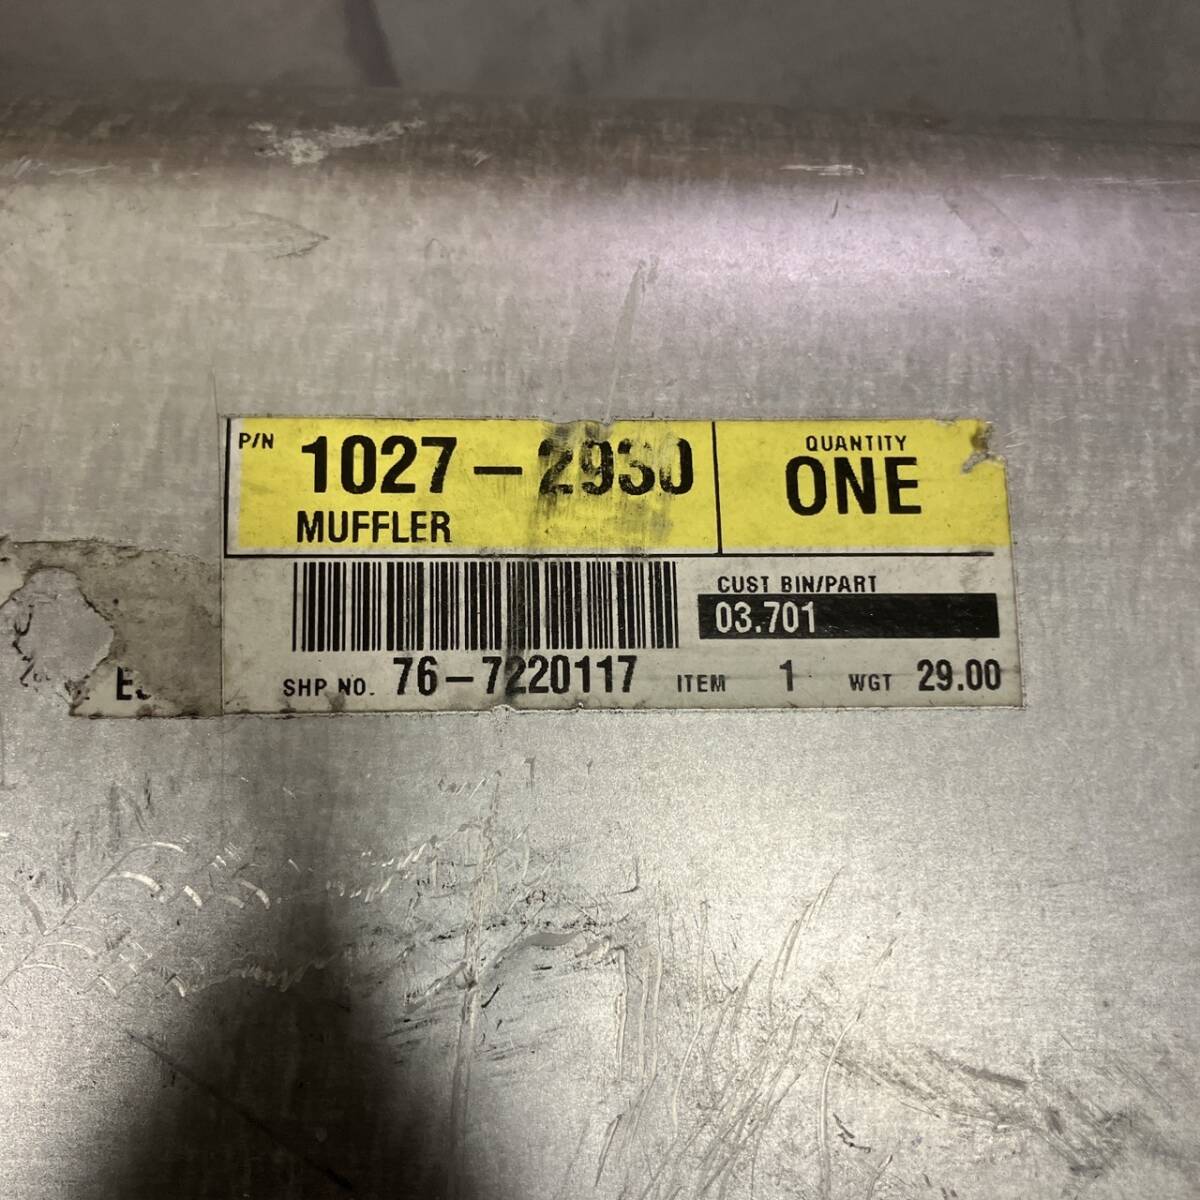 P/N 1027-2930
MUFFLER
QUANTITY
ONE
CUST BIN/PART
03.701
SHP NO. 76-7220117 ITEM 1 WGT 29.00